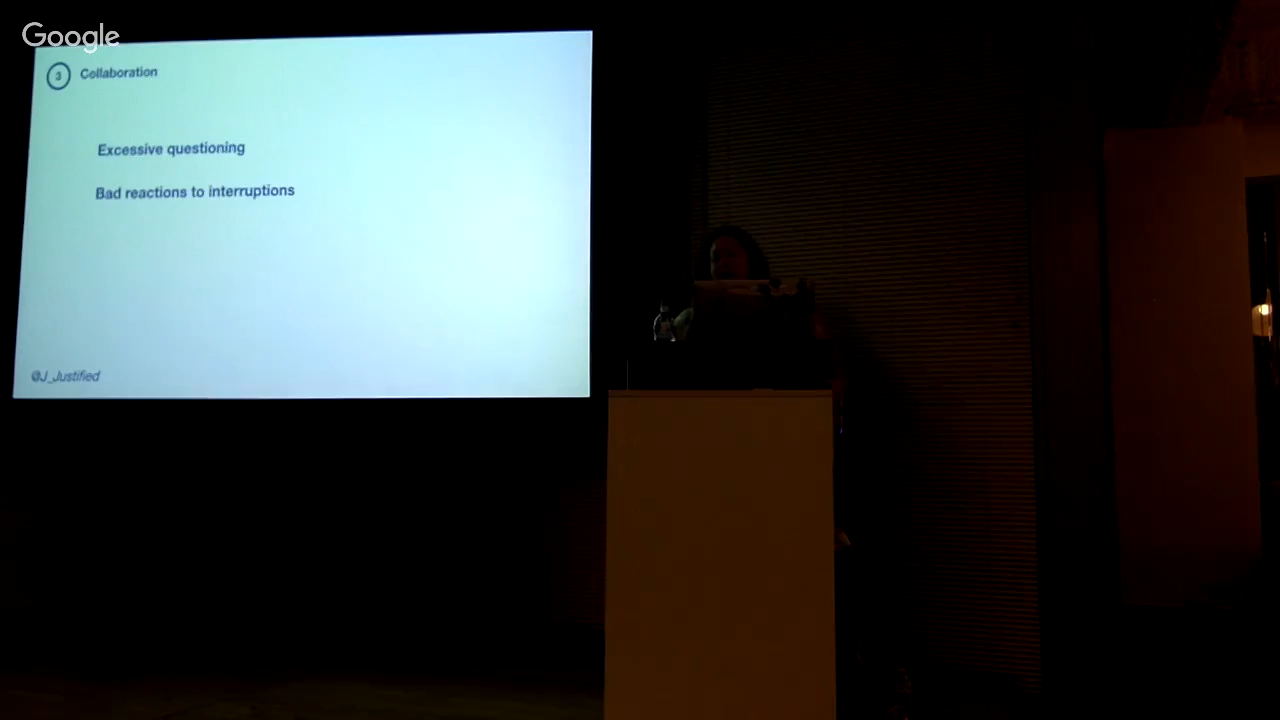 Google
3 Collaboration
Excessive questioning
Bad reactions to interruptions
@J_Justified